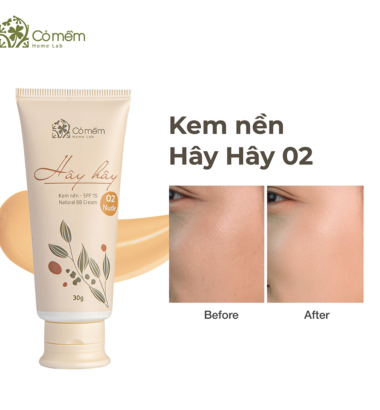 Cỏ mềm
Home Lab
Kem nền
Hây Hây 02
Cỏ mềm
Home Lab
Hây hây
Kem nền - SPF 15
Natural BB Cream
02
Nude
30g
Before
After